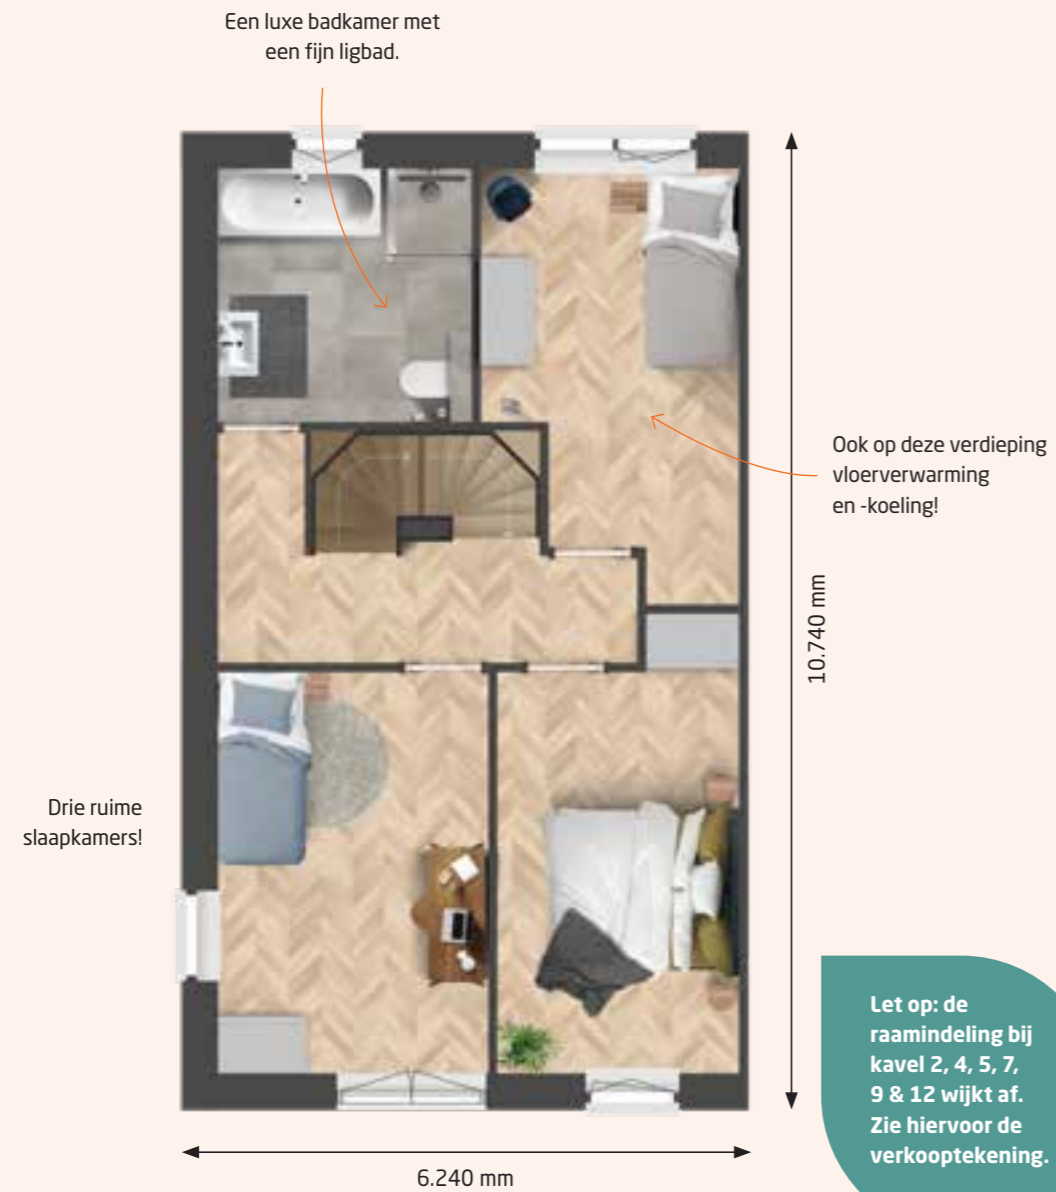 Een luxe badkamer met
een fijn ligbad.
Ook op deze verdieping
vloerverwarming
en -koeling!
10.740 mm
Drie ruime
slaapkamers!
Let op: de
raamindeling bij
kavel 2, 4, 5, 7,
9 & 12 wijkt af.
Zie hiervoor de
verkooptekening.
6.240 mm